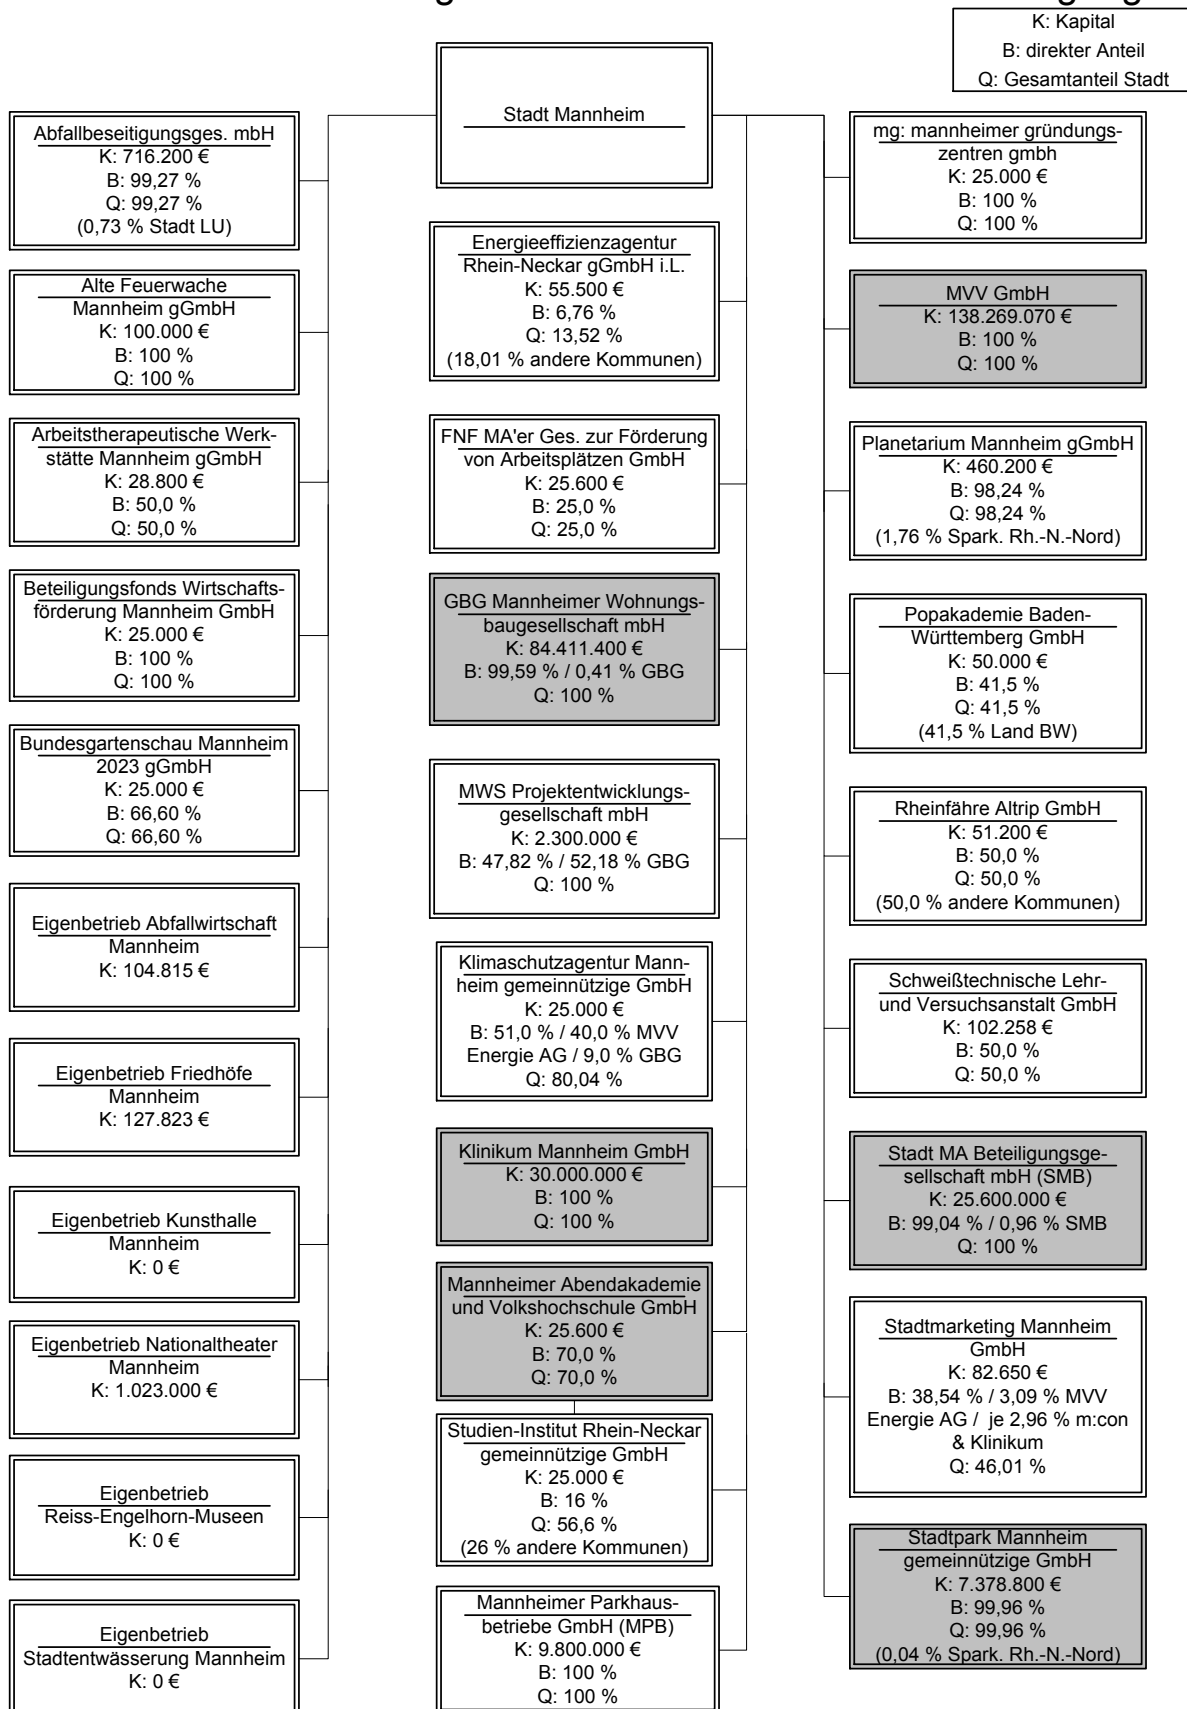 K: Kapital
B: direkter Anteil
Q: Gesamtanteil Stadt
Stadt Mannheim
Abfallbeseitigungsges. mbH
K: 716.200 €
B: 99,27 %
Q: 99,27 %
(0,73 % Stadt LU)
Alte Feuerwache
Mannheim gGmbH
K: 100.000 €
B: 100 %
Q: 100 %
Arbeitstherapeutische Werk-
stätte Mannheim gGmbH
K: 28.800 €
B: 50,0 %
Q: 50,0 %
Beteiligungsfonds Wirtschafts-
förderung Mannheim GmbH
K: 25.000 €
B: 100 %
Q: 100 %
Bundesgartenschau Mannheim
2023 gGmbH
K: 25.000 €
B: 66,60 %
Q: 66,60 %
Eigenbetrieb Abfallwirtschaft
Mannheim
K: 104.815 €
Eigenbetrieb Friedhöfe
Mannheim
K: 127.823 €
Eigenbetrieb Kunsthalle
Mannheim
K: 0 €
Eigenbetrieb Nationaltheater
Mannheim
K: 1.023.000 €
Eigenbetrieb
Reiss-Engelhorn-Museen
K: 0 €
Eigenbetrieb
Stadtentwässerung Mannheim
K: 0 €
Energieeffizienzagentur
Rhein-Neckar gGmbH i.L.
K: 55.500 €
B: 6,76 %
Q: 13,52 %
(18,01 % andere Kommunen)
FNF MA'er Ges. zur Förderung
von Arbeitsplätzen GmbH
K: 25.600 €
B: 25,0 %
Q: 25,0 %
GBG Mannheimer Wohnungs-
baugesellschaft mbH
K: 84.411.400 €
B: 99,59 % / 0,41 % GBG
Q: 100 %
MWS Projektentwicklungs-
gesellschaft mbH
K: 2.300.000 €
B: 47,82 % / 52,18 % GBG
Q: 100 %
Klimaschutzagentur Mann-
heim gemeinnützige GmbH
K: 25.000 €
B: 51,0 % / 40,0 % MVV
Energie AG / 9,0 % GBG
Q: 80,04 %
Klinikum Mannheim GmbH
K: 30.000.000 €
B: 100 %
Q: 100 %
Mannheimer Abendakademie
und Volkshochschule GmbH
K: 25.600 €
B: 70,0 %
Q: 70,0 %
Studien-Institut Rhein-Neckar
gemeinnützige GmbH
K: 25.000 €
B: 16 %
Q: 56,6 %
(26 % andere Kommunen)
Mannheimer Parkhaus-
betriebe GmbH (MPB)
K: 9.800.000 €
B: 100 %
Q: 100 %
mg: mannheimer gründungs-
zentren gmbh
K: 25.000 €
B: 100 %
Q: 100 %
MVV GmbH
K: 138.269.070 €
B: 100 %
Q: 100 %
Planetarium Mannheim gGmbH
K: 460.200 €
B: 98,24 %
Q: 98,24 %
(1,76 % Spark. Rh.-N.-Nord)
Popakademie Baden-
Württemberg GmbH
K: 50.000 €
B: 41,5 %
Q: 41,5 %
(41,5 % Land BW)
Rheinfähre Altrip GmbH
K: 51.200 €
B: 50,0 %
Q: 50,0 %
(50,0 % andere Kommunen)
Schweißtechnische Lehr-
und Versuchsanstalt GmbH
K: 102.258 €
B: 50,0 %
Q: 50,0 %
Stadt MA Beteiligungsge-
sellschaft mbH (SMB)
K: 25.600.000 €
B: 99,04 % / 0,96 % SMB
Q: 100 %
Stadtmarketing Mannheim
GmbH
K: 82.650 €
B: 38,54 % / 3,09 % MVV
Energie AG / je 2,96 % m:con
& Klinikum
Q: 46,01 %
Stadtpark Mannheim
gemeinnützige GmbH
K: 7.378.800 €
B: 99,96 %
Q: 99,96 %
(0,04 % Spark. Rh.-N.-Nord)